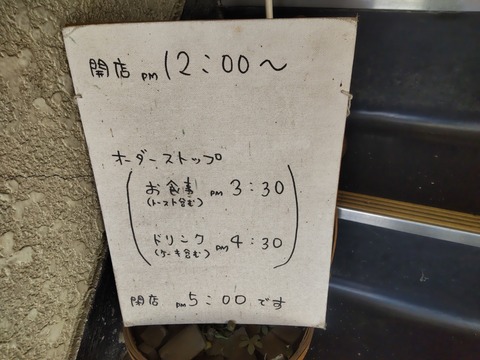 開店 PM 12:00〜
オーダーストップ
お食事 PM 3:30
(トースト含む)
ドリンク PM 4:30
(ケーキ含む)
閉店 PM 5:00です